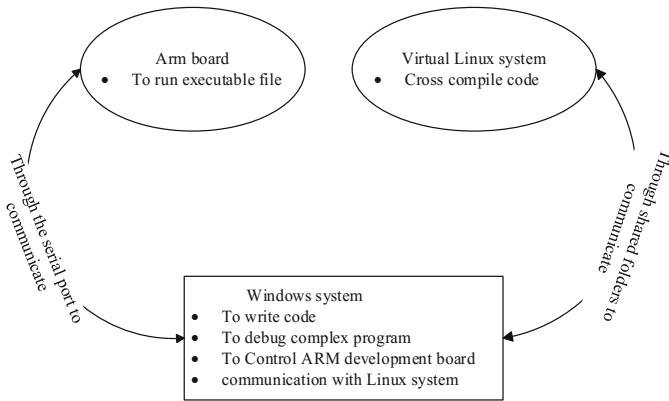 Arm board
• To run executable file
Virtual Linux system
• Cross compile code
Through the serial port to
communicate
Through shared folders to
communicate
Windows system
• To write code
• To debug complex program
• To Control ARM development board
• communication with Linux system